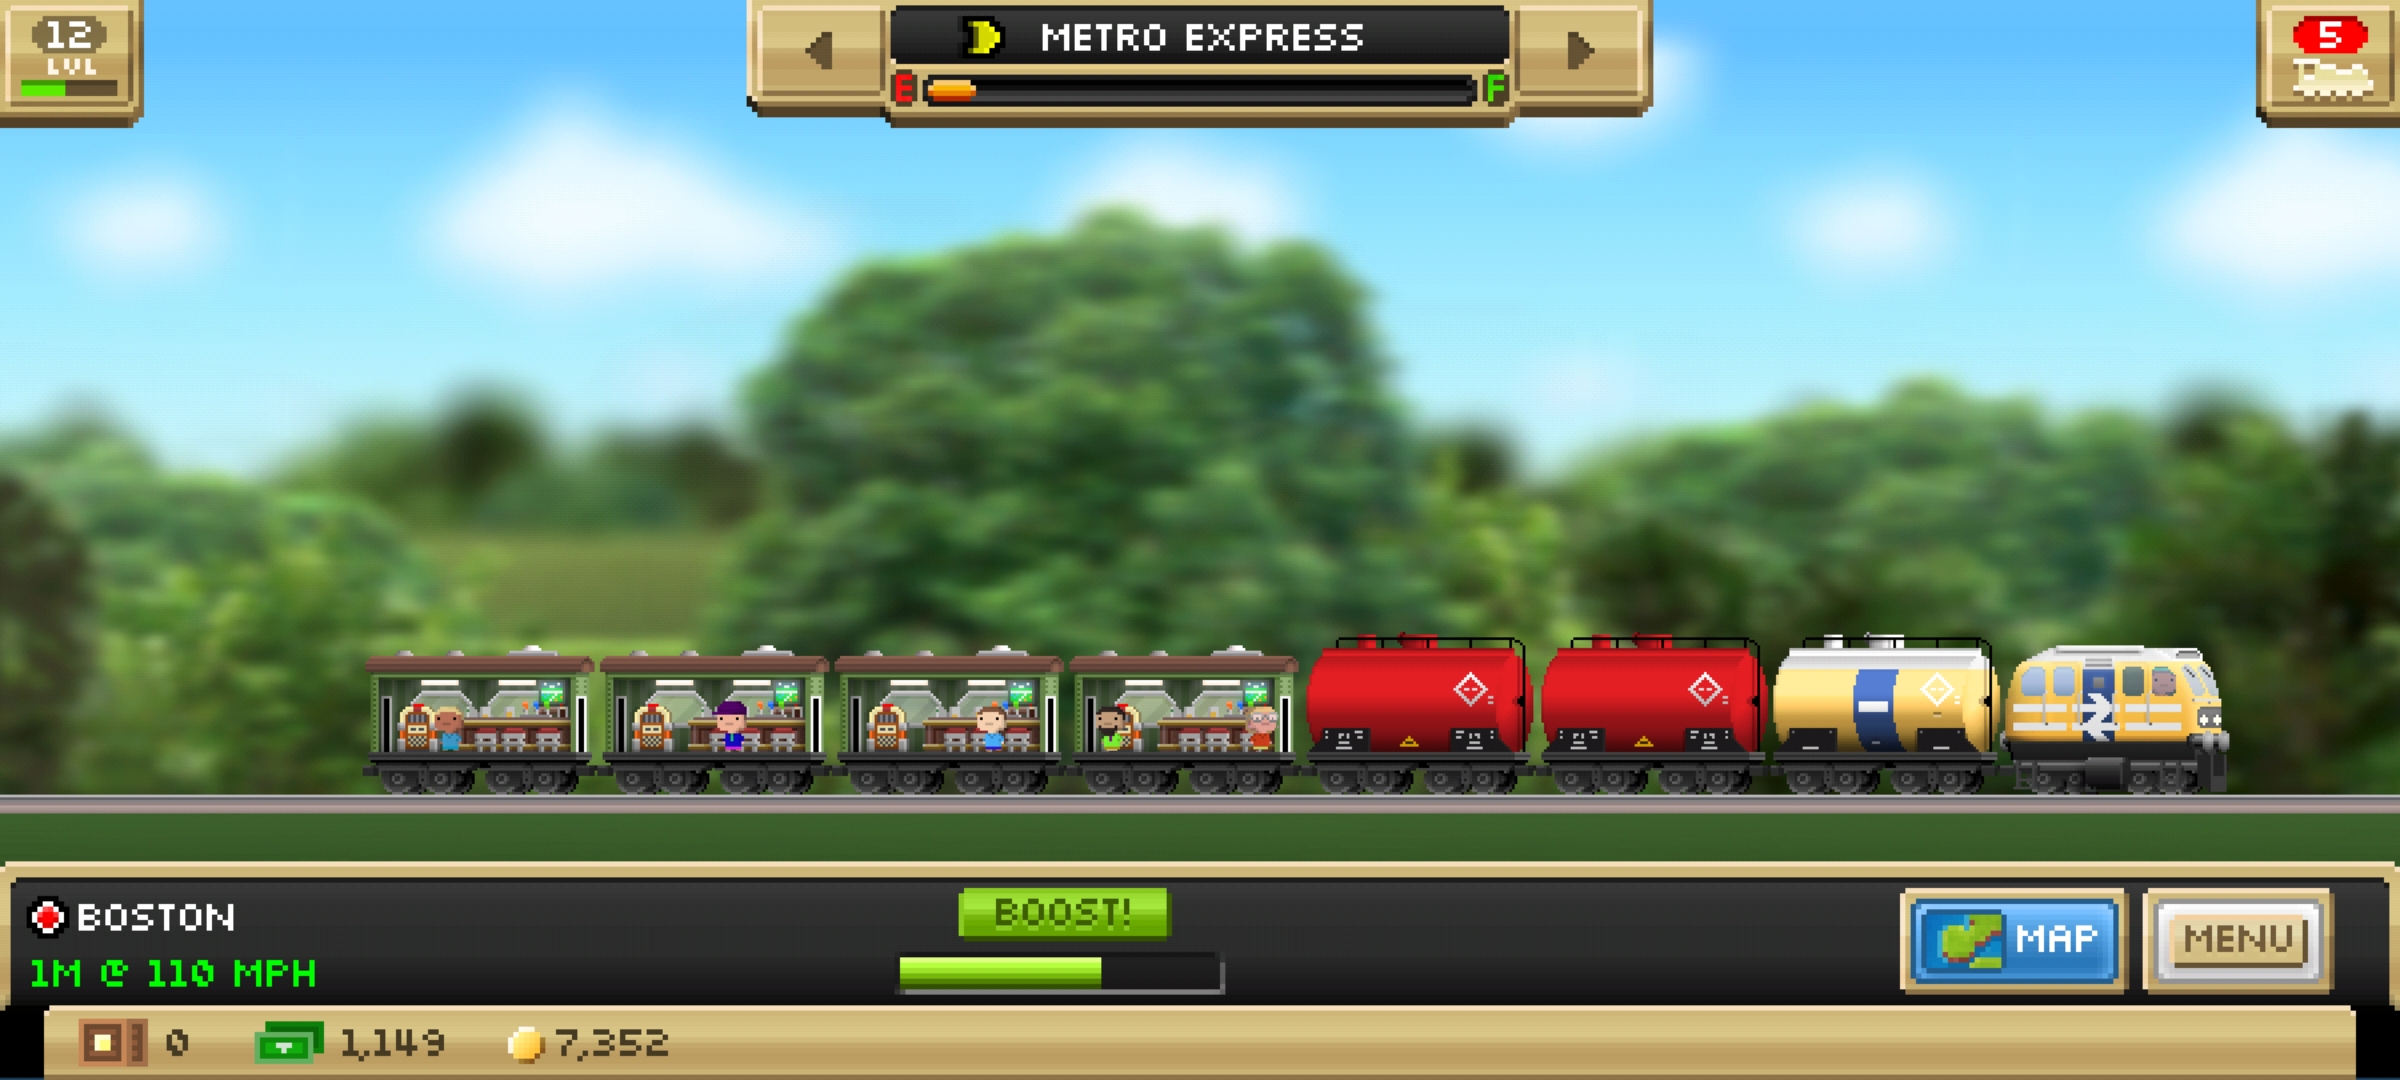 12
LVL
METRO EXPRESS
E F
5
BOSTON
1M @ 110 MPH
BOOST!
MAP
MENU
0
1,149
7,352